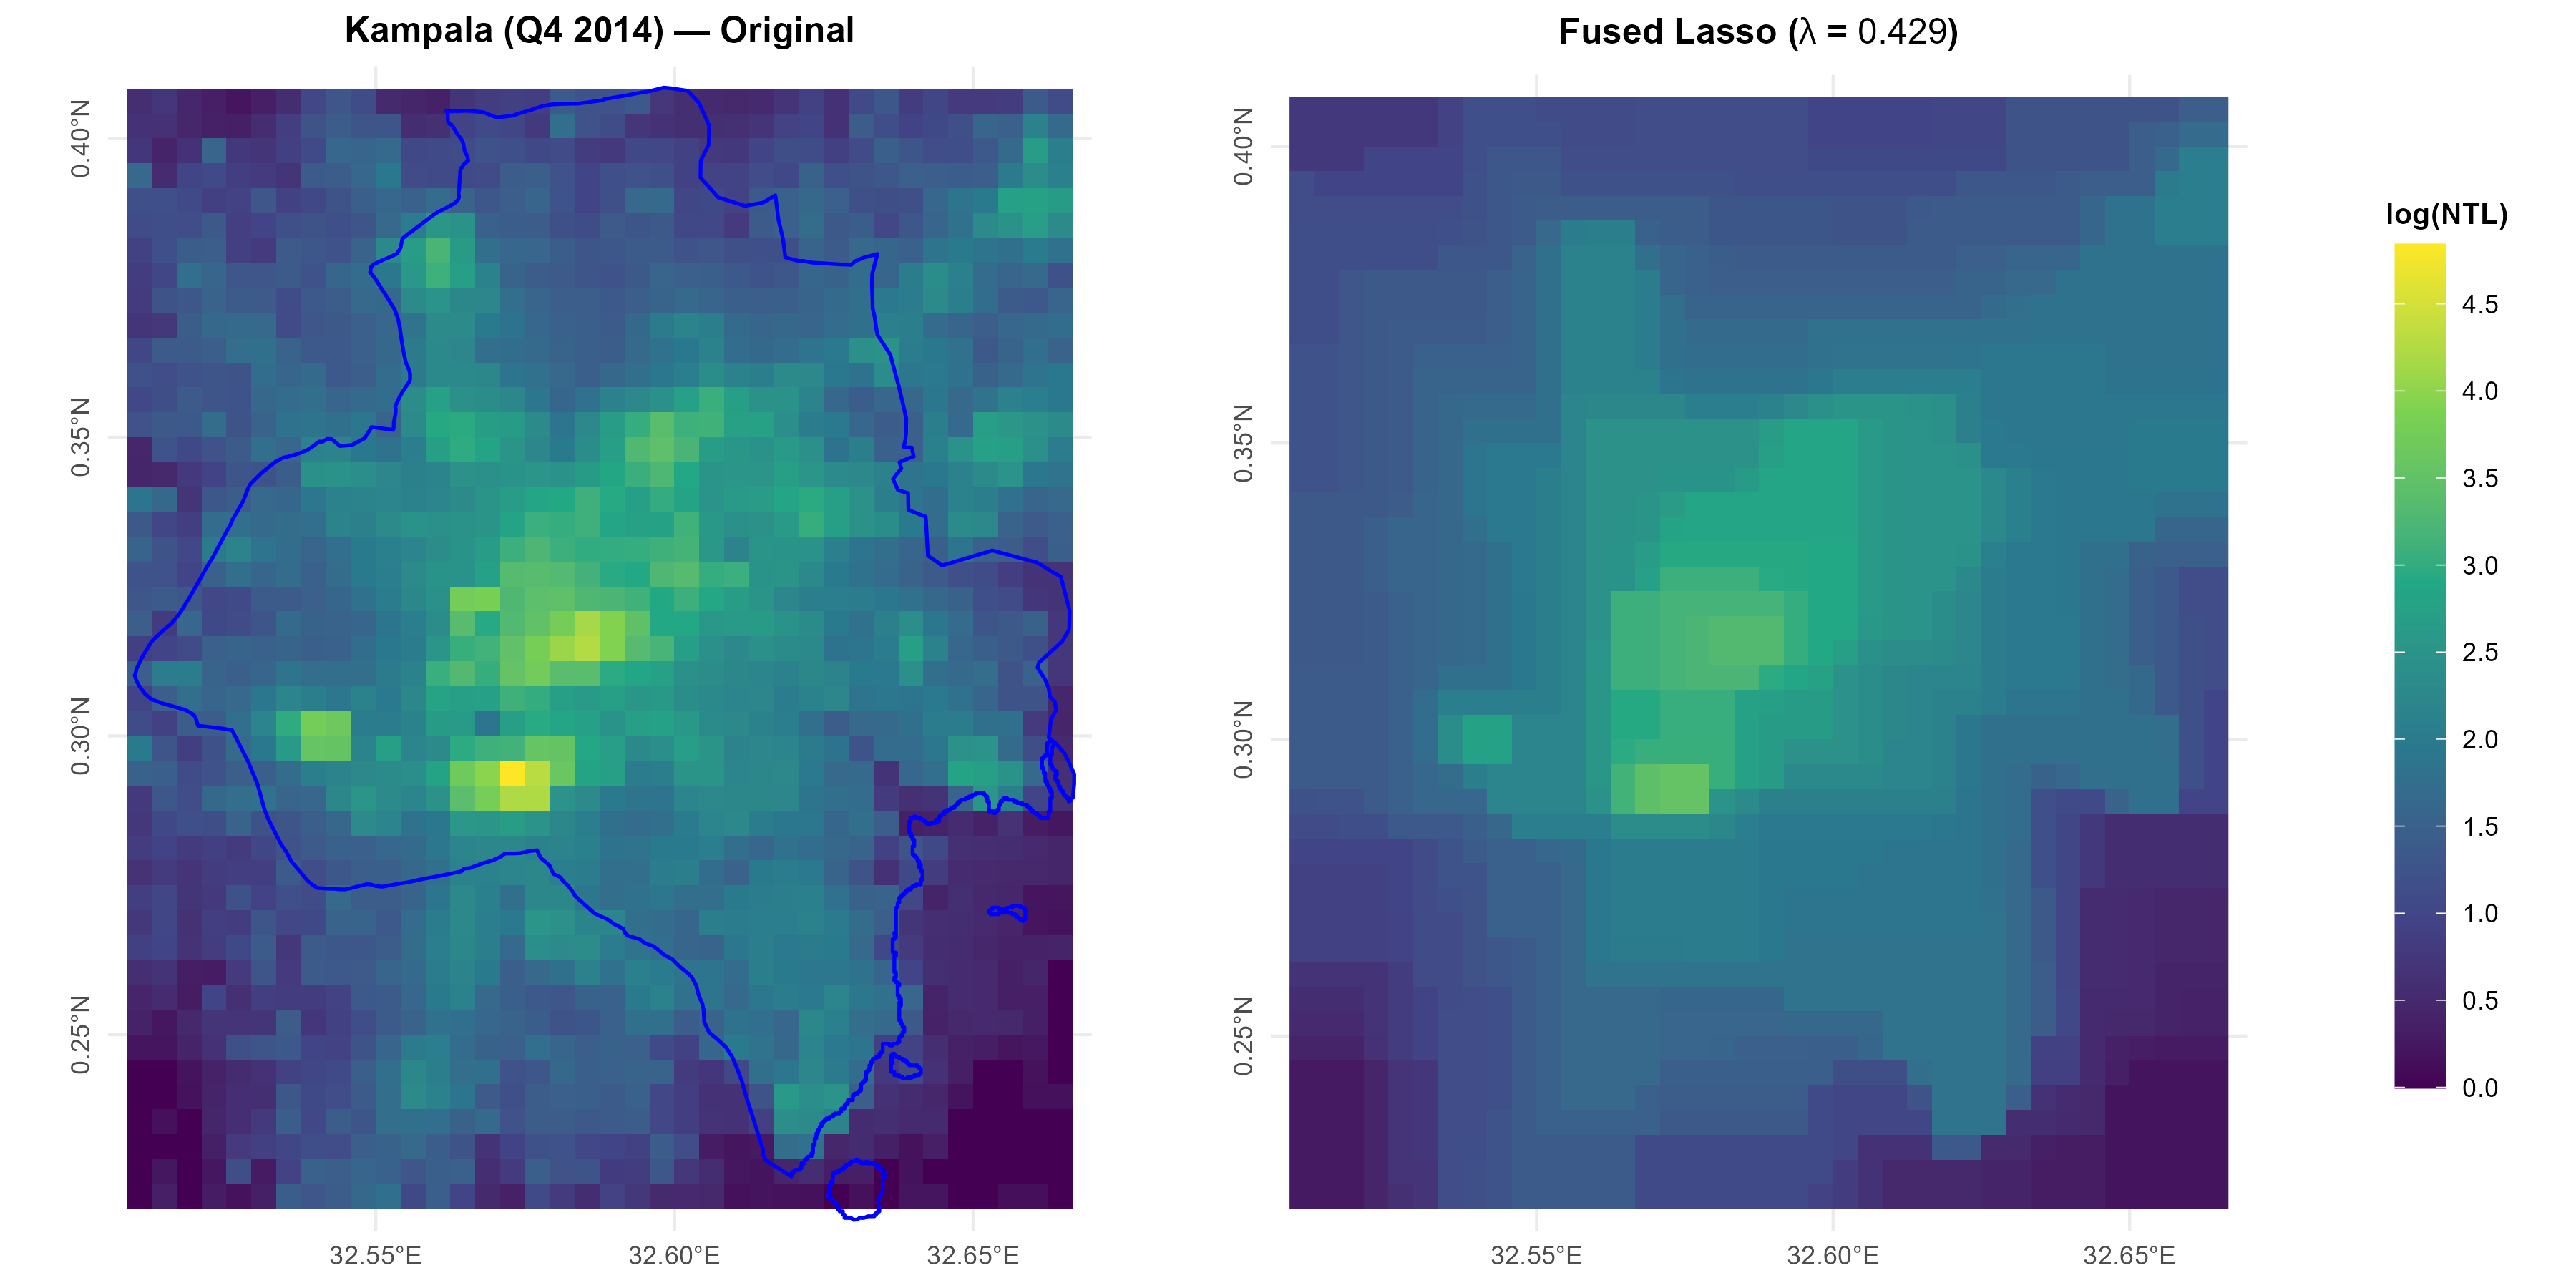 Kampala (Q4 2014) — Original
0.40°N
0.35°N
0.30°N
0.25°N
32.55°E
32.60°E
32.65°E
Fused Lasso (λ = 0.429)
0.40°N
0.35°N
0.30°N
0.25°N
32.55°E
32.60°E
32.65°E
log(NTL)
4.5
4.0
3.5
3.0
2.5
2.0
1.5
1.0
0.5
0.0